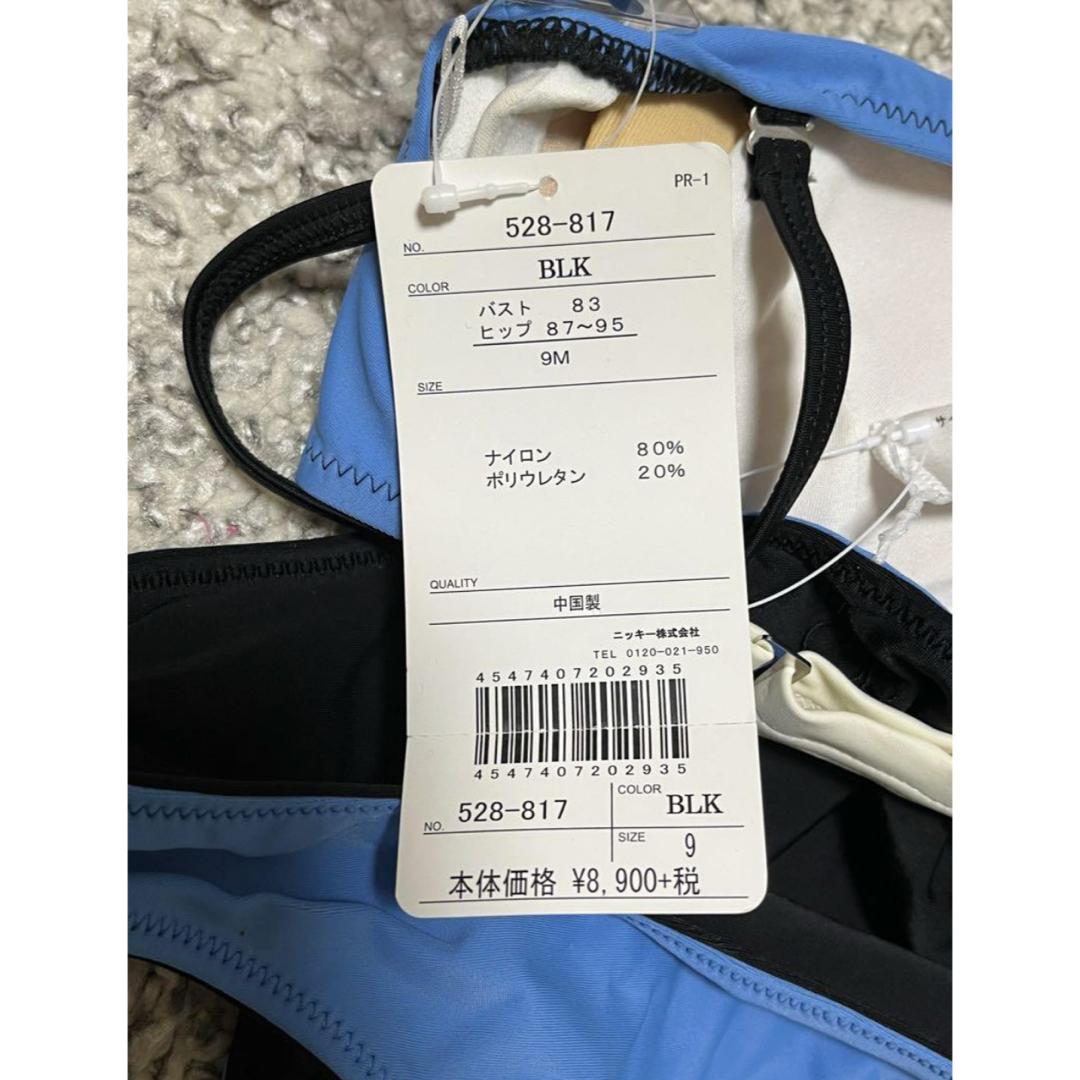 PR-1
NO. 528-817
COLOR BLK
バスト 83
ヒップ 87〜95
9M
SIZE
ナイロン 80%
ポリウレタン 20%
QUALITY
中国製
ニッキー株式会社
TEL 0120-021-950
4547407202935
4547407202935
NO. 528-817
COLOR BLK
SIZE 9
本体価格 ¥8,900+税